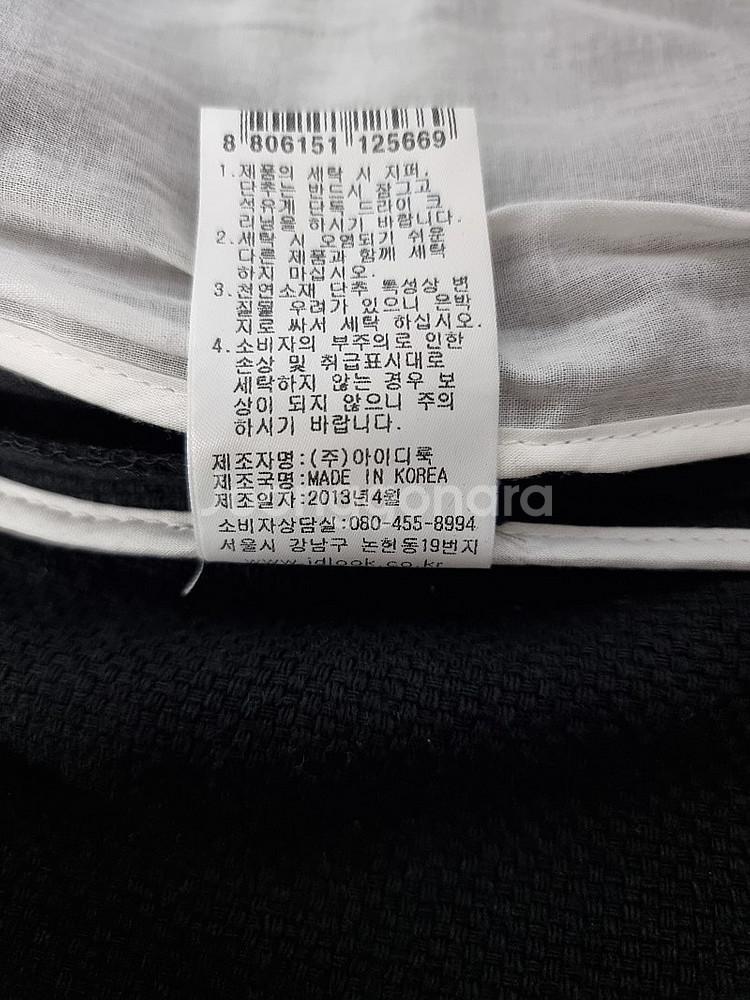 8 806151 125669
1.제품의 세탁 시 지퍼,
단추는 반드시 잠그고
석유계 단독 드라이 크
리닝을 하시기 바랍니다.
2.세탁 시 오염되기 쉬운
다른 제품과 함께 세탁
하지 마십시오.
3.천연소재 단추 특성상 변
질될 우려가 있으니 은박
지로 싸서 세탁 하십시오.
4.소비자의 부주의로 인한
손상 및 취급표시대로
세탁하지 않는 경우 보
상이 되지 않으니 주의
하시기 바랍니다.
제조자명:(주)아이디룩
제조국명:MADE IN KOREA
제조일자:2013년4월
소비자상담실:080-455-8994
서울시 강남구 논현동19번지
www.idlook.co.kr